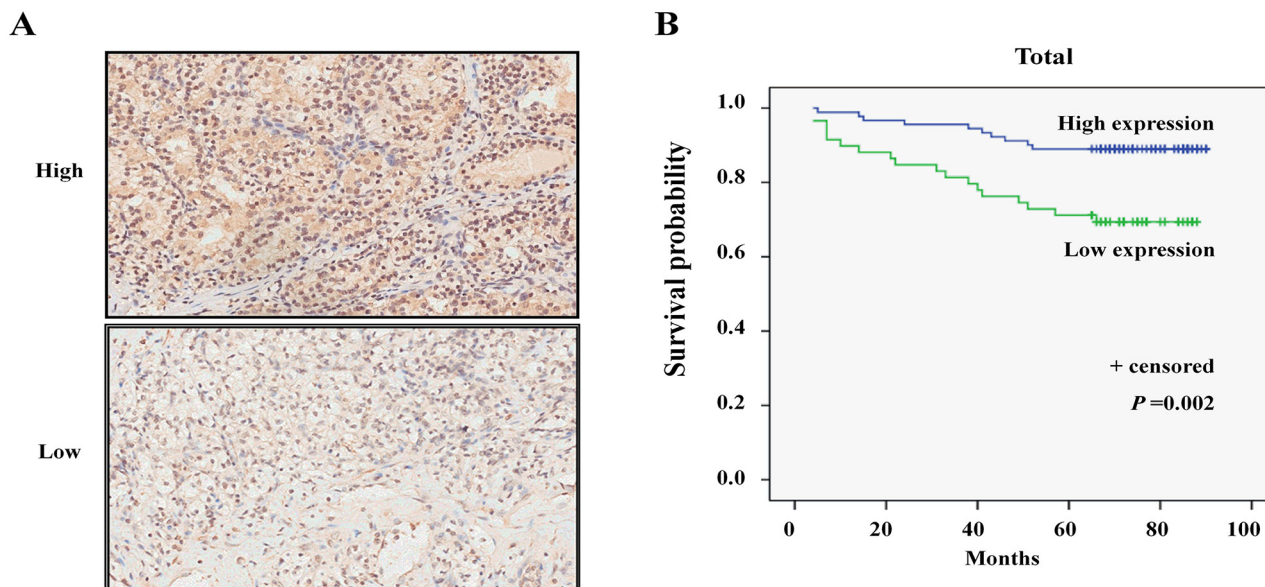 A
High
Low
B
Total
Survival probability
1.0
0.8
0.6
0.4
0.2
0.0
High expression
Low expression
+ censored
P =0.002
0 20 40 60 80 100
Months